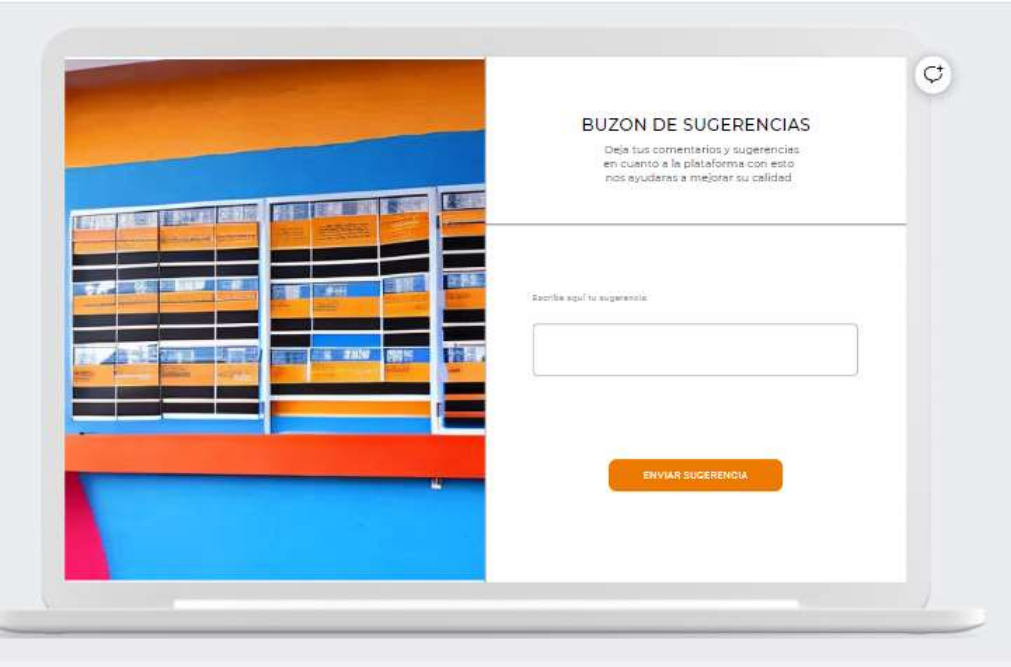 BUZON DE SUGERENCIAS
Deja tus comentarios y sugerencias
en cuanto a la plataforma con esto
nos ayudaras a mejorar su calidad
Escribe aquí tu sugerencia
ENVIAR SUGERENCIA